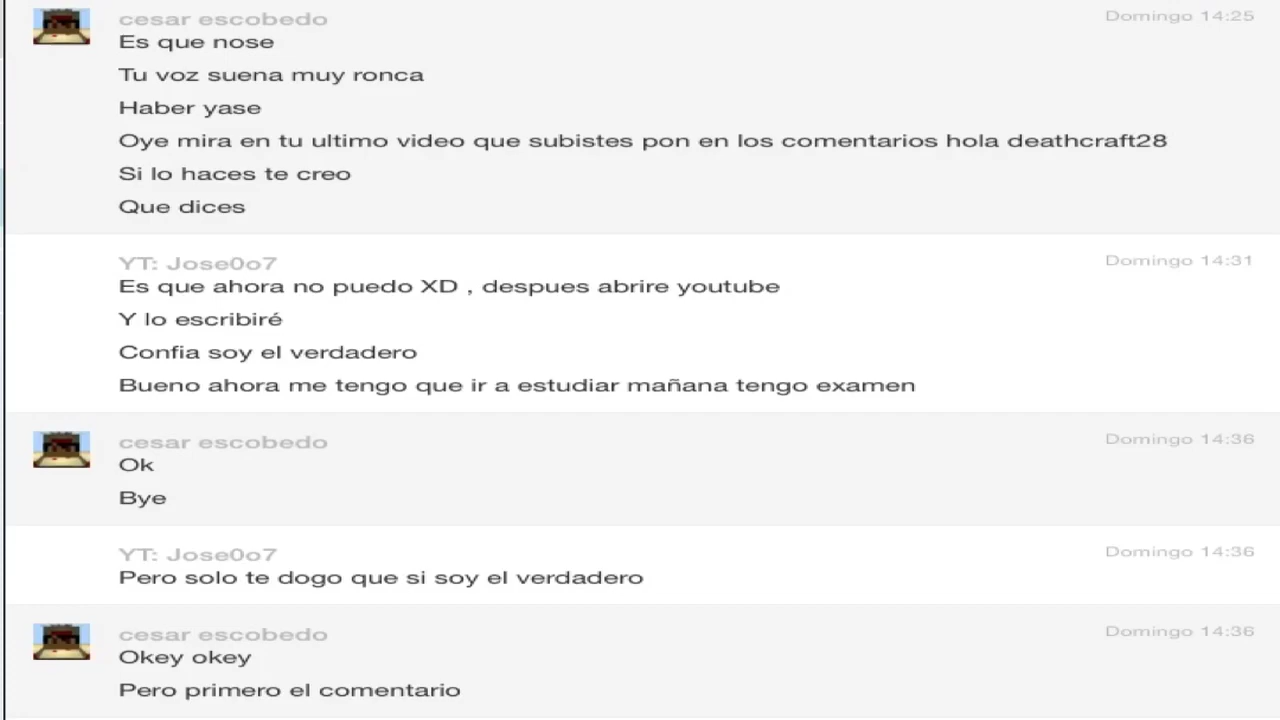 cesar escobedo
Domingo 14:25
Es que nose
Tu voz suena muy ronca
Haber yase
Oye mira en tu ultimo video que subistes pon en los comentarios hola deathcraft28
Si lo haces te creo
Que dices
YT: Jose0o7
Domingo 14:31
Es que ahora no puedo XD , despues abrire youtube
Y lo escribiré
Confia soy el verdadero
Bueno ahora me tengo que ir a estudiar mañana tengo examen
cesar escobedo
Domingo 14:36
Ok
Bye
YT: Jose0o7
Domingo 14:36
Pero solo te dogo que si soy el verdadero
cesar escobedo
Domingo 14:36
Okey okey
Pero primero el comentario